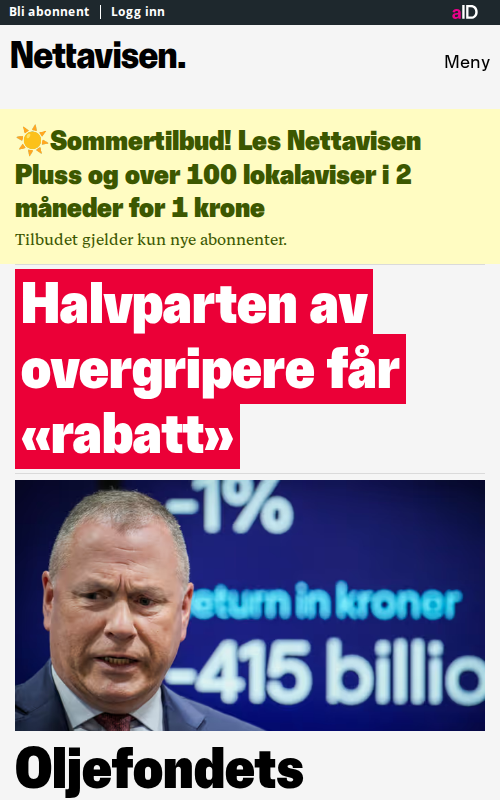 Bli abonnent | Logg inn
aID
Nettavisen.
Meny
☀️Sommertilbud! Les Nettavisen
Pluss og over 100 lokalaviser i 2
måneder for 1 krone
Tilbudet gjelder kun nye abonnenter.
Halvparten av
overgripere får
«rabatt»
-1%
eturn in kroner
-415 billio
Oljefondets